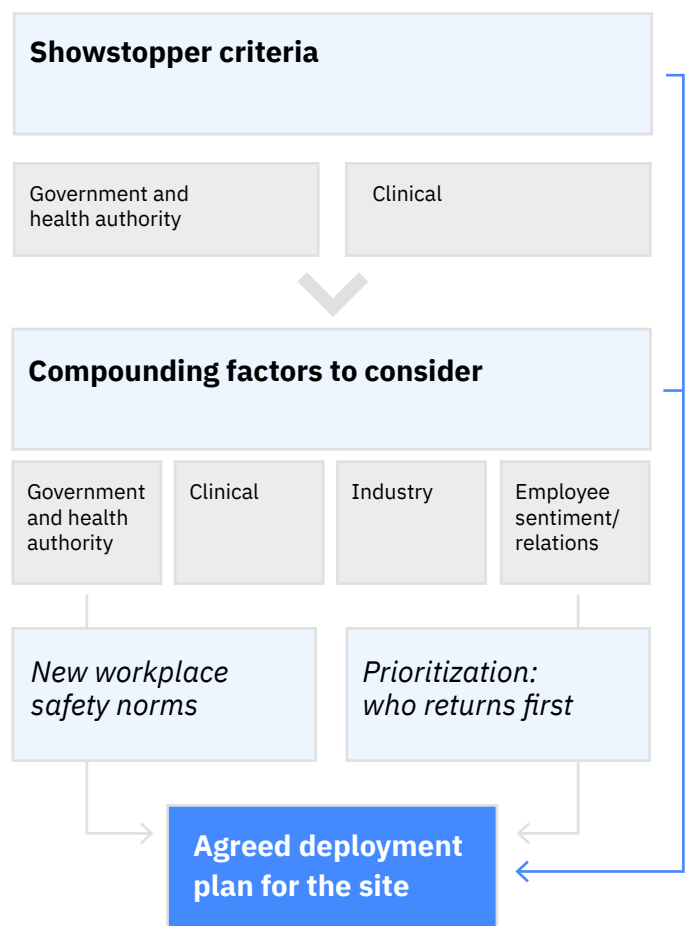 Showstopper criteria
Government and
health authority
Clinical
Compounding factors to consider
Government
and health
authority
Clinical
Industry
Employee
sentiment/
relations
New workplace
safety norms
Prioritization:
who returns first
Agreed deployment
plan for the site